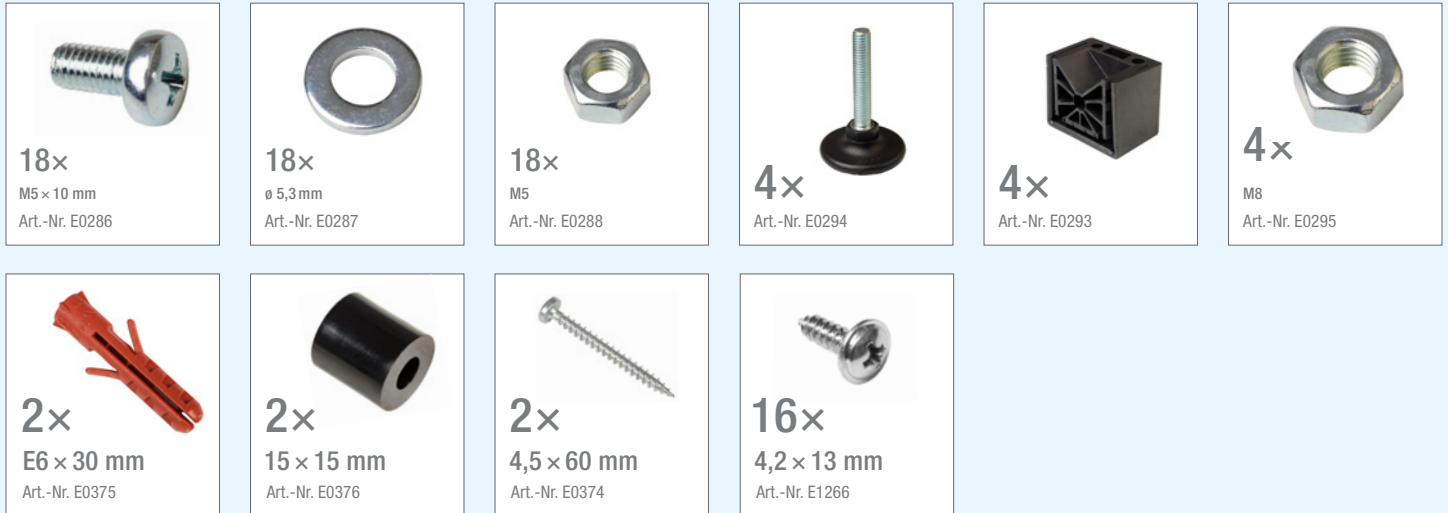 18×
M5 × 10 mm
Art.-Nr. E0286
18×
ø 5,3 mm
Art.-Nr. E0287
18×
M5
Art.-Nr. E0288
4×
Art.-Nr. E0294
4×
Art.-Nr. E0293
4×
M8
Art.-Nr. E0295
2×
E6 × 30 mm
Art.-Nr. E0375
2×
15 × 15 mm
Art.-Nr. E0376
2×
4,5 × 60 mm
Art.-Nr. E0374
16×
4,2 × 13 mm
Art.-Nr. E1266